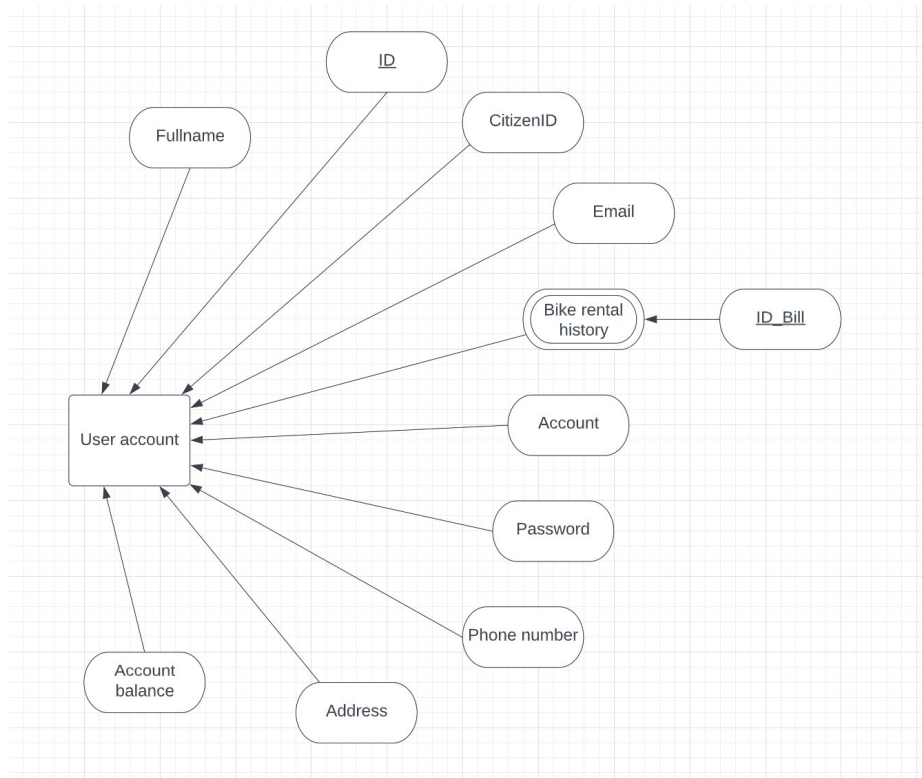 ID
CitizenID
Fullname
Email
Bike rental
history
ID_Bill
Account
User account
Password
Phone number
Account
balance
Address